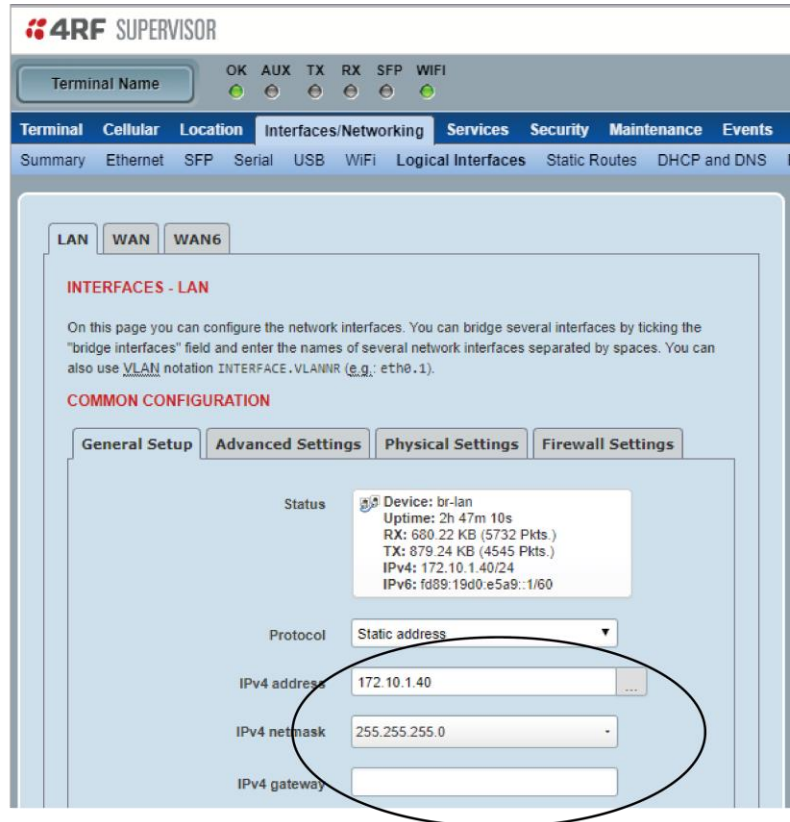 4RF SUPERVISOR
Terminal Name
OK AUX TX RX SFP WIFI
Terminal Cellular Location Interfaces/Networking Services Security Maintenance Events
Summary Ethernet SFP Serial USB WiFi Logical Interfaces Static Routes DHCP and DNS
LAN WAN WAN6
INTERFACES - LAN
On this page you can configure the network interfaces. You can bridge several interfaces by ticking the
"bridge interfaces" field and enter the names of several network interfaces separated by spaces. You can
also use VLAN notation INTERFACE.VLANNR (e.g.: eth0.1).
COMMON CONFIGURATION
General Setup Advanced Settings Physical Settings Firewall Settings
Status
Device: br-lan
Uptime: 2h 47m 10s
RX: 680.22 KB (5732 Pkts.)
TX: 879.24 KB (4545 Pkts.)
IPv4: 172.10.1.40/24
IPv6: fd89:19d0:e5a9::1/60
Protocol Static address
IPv4 address 172.10.1.40 ...
IPv4 netmask 255.255.255.0
IPv4 gateway